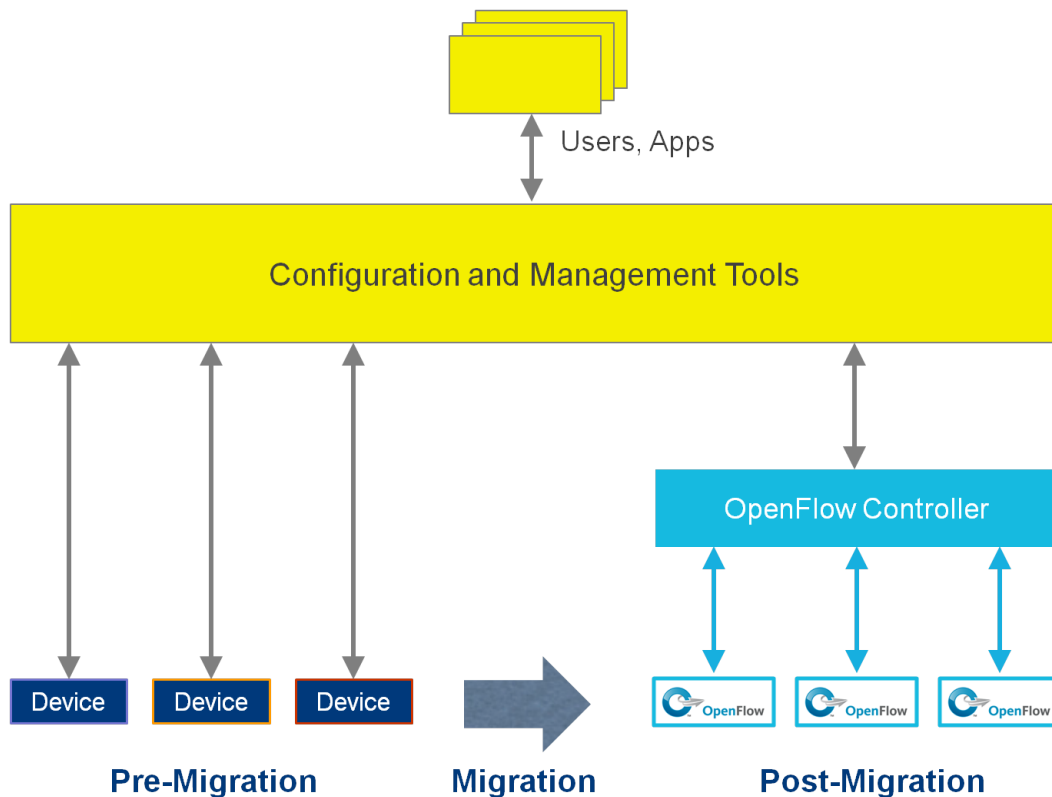 Users, Apps
Configuration and Management Tools
OpenFlow Controller
Device
Device
Device
OpenFlow
OpenFlow
OpenFlow
Pre-Migration
Migration
Post-Migration